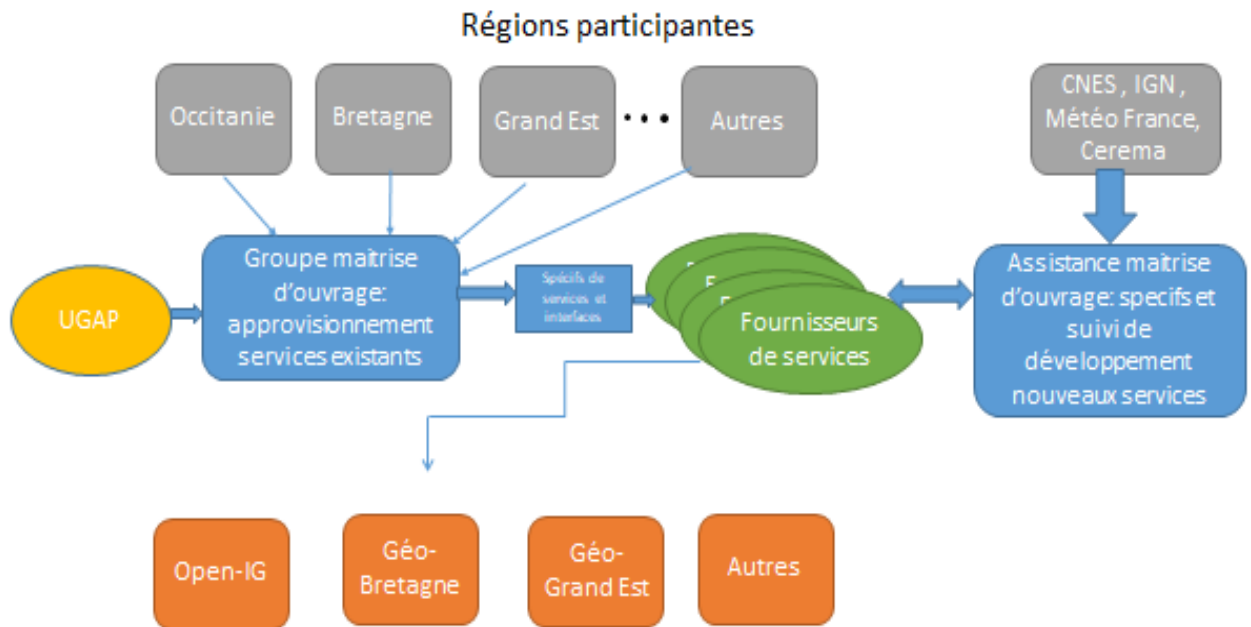 Régions participantes
Occitanie
Bretagne
Grand Est
...
Autres
CNES , IGN ,
Météo France,
Cerema
UGAP
Groupe maitrise
d'ouvrage:
approvisionnement
services existants
Spécifs de
services et
interfaces
Fournisseurs
de services
Assistance maitrise
d'ouvrage: specifs et
suivi de
développement
nouveaux services
Open-IG
Géo-
Bretagne
Géo-
Grand Est
Autres